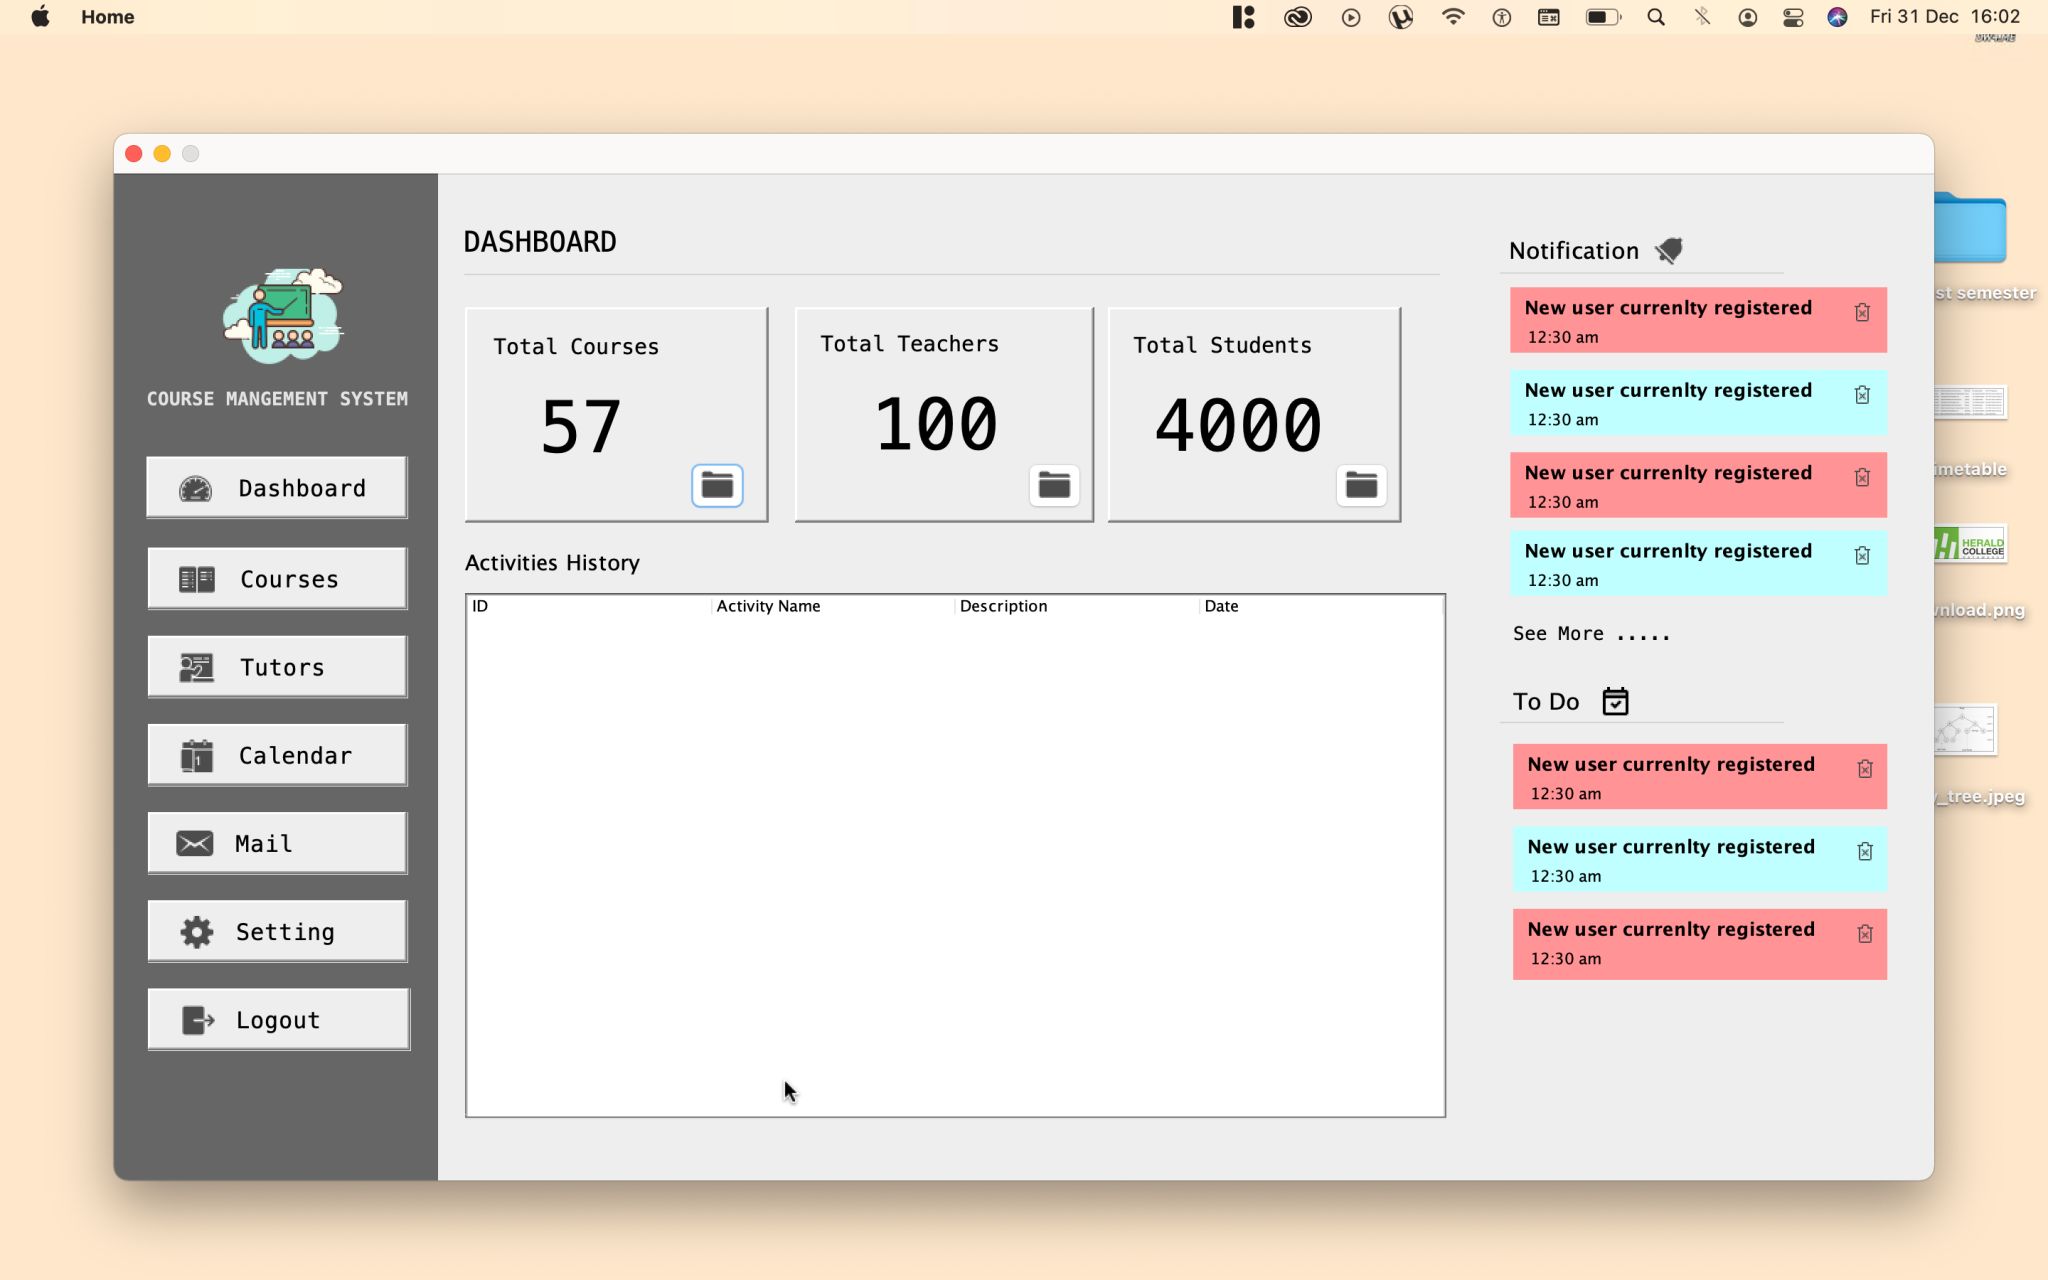 Home
Fri 31 Dec 16:02
DASHBOARD
COURSE MANGEMENT SYSTEM
Dashboard
Courses
Tutors
Calendar
Mail
Setting
Logout
Total Courses
57
Total Teachers
100
Total Students
4000
Activities History
ID Activity Name Description Date
Notification
New user currenlty registered
12:30 am
New user currenlty registered
12:30 am
New user currenlty registered
12:30 am
New user currenlty registered
12:30 am
See More .....
To Do
New user currenlty registered
12:30 am
New user currenlty registered
12:30 am
New user currenlty registered
12:30 am
st semester
imetable
HERALD
COLLEGE
wnload.png
y_tree.jpeg